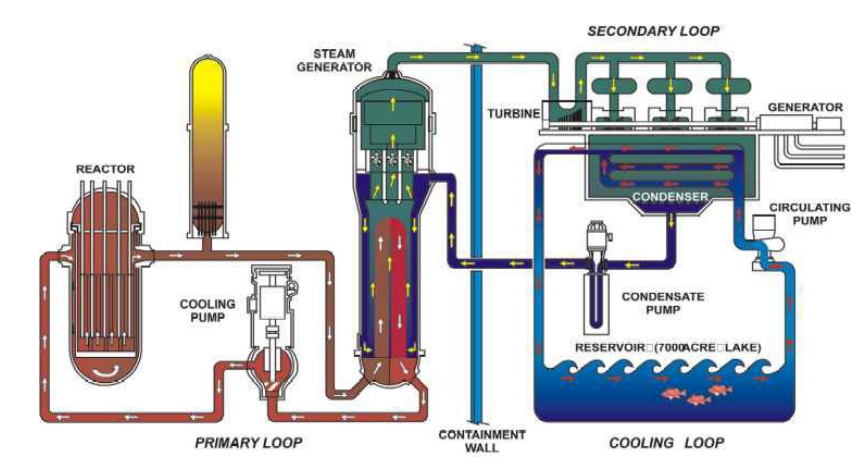 SECONDARY LOOP
STEAM
GENERATOR
TURBINE
GENERATOR
REACTOR
CONDENSER
CIRCULATING
PUMP
COOLING
PUMP
CONDENSATE
PUMP
RESERVOIR□(7000ACRE□LAKE)
PRIMARY LOOP
CONTAINMENT
WALL
COOLING LOOP